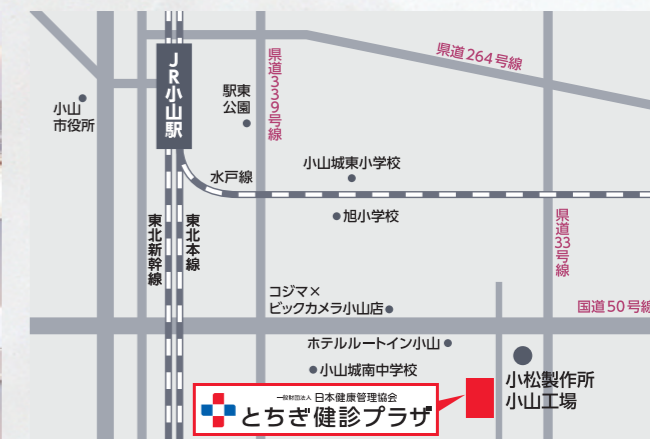 県道264号線
県道339号線
JR小山駅
駅東
公園
小山
市役所
小山城東小学校
水戸線
旭小学校
東北新幹線
東北本線
県道33号線
コジマ×
ビックカメラ小山店
国道50号線
ホテルルートイン小山
小山城南中学校
小松製作所
小山工場
一般財団法人 日本健康管理協会
とちぎ健診プラザ